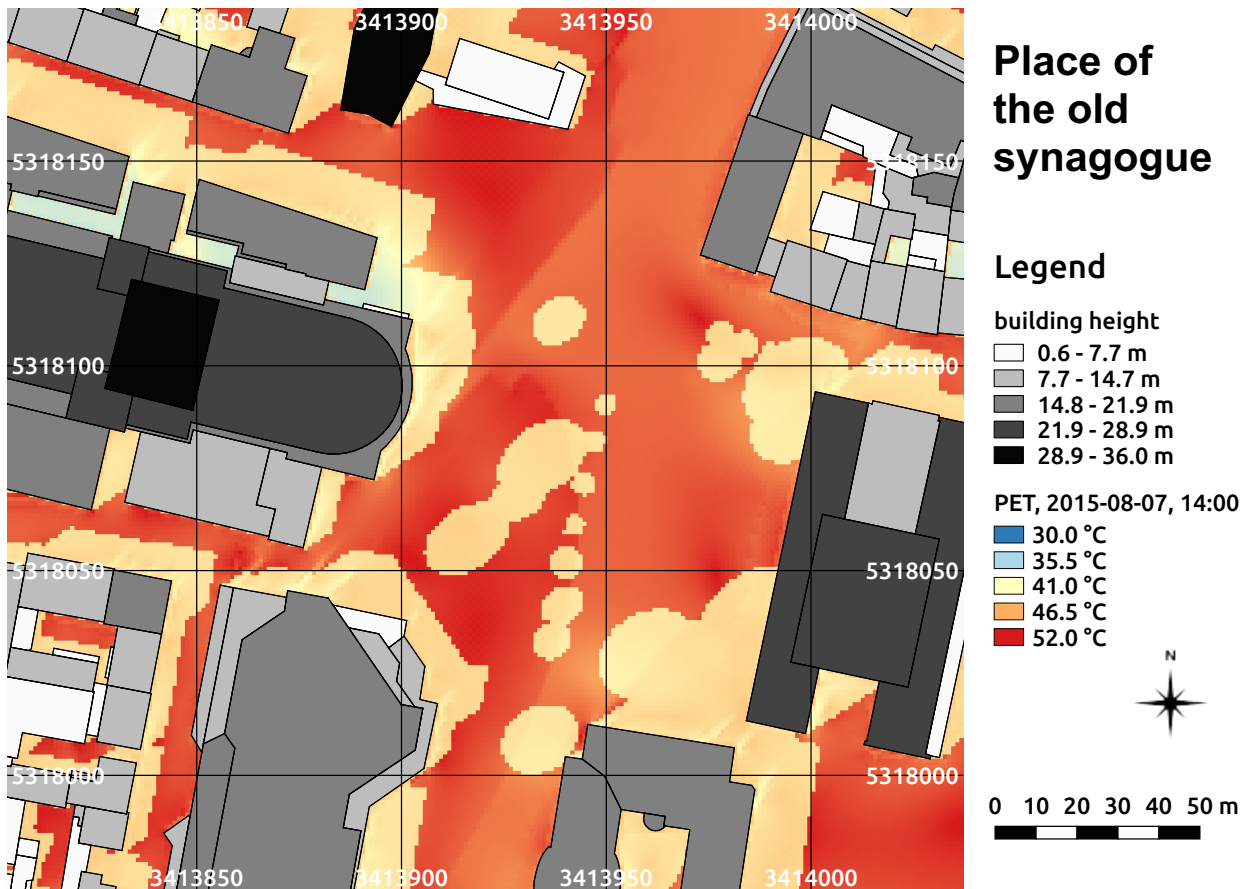 3413850 3413900 3413950 3414000
5318150 5318150
5318100 5318100
5318050 5318050
5318000 5318000
3413850 3413900 3413950 3414000
Place of
the old
synagogue
Legend
building height
0.6 - 7.7 m
7.7 - 14.7 m
14.8 - 21.9 m
21.9 - 28.9 m
28.9 - 36.0 m
PET, 2015-08-07, 14:00
30.0 °C
35.5 °C
41.0 °C
46.5 °C
52.0 °C
N
0 10 20 30 40 50 m